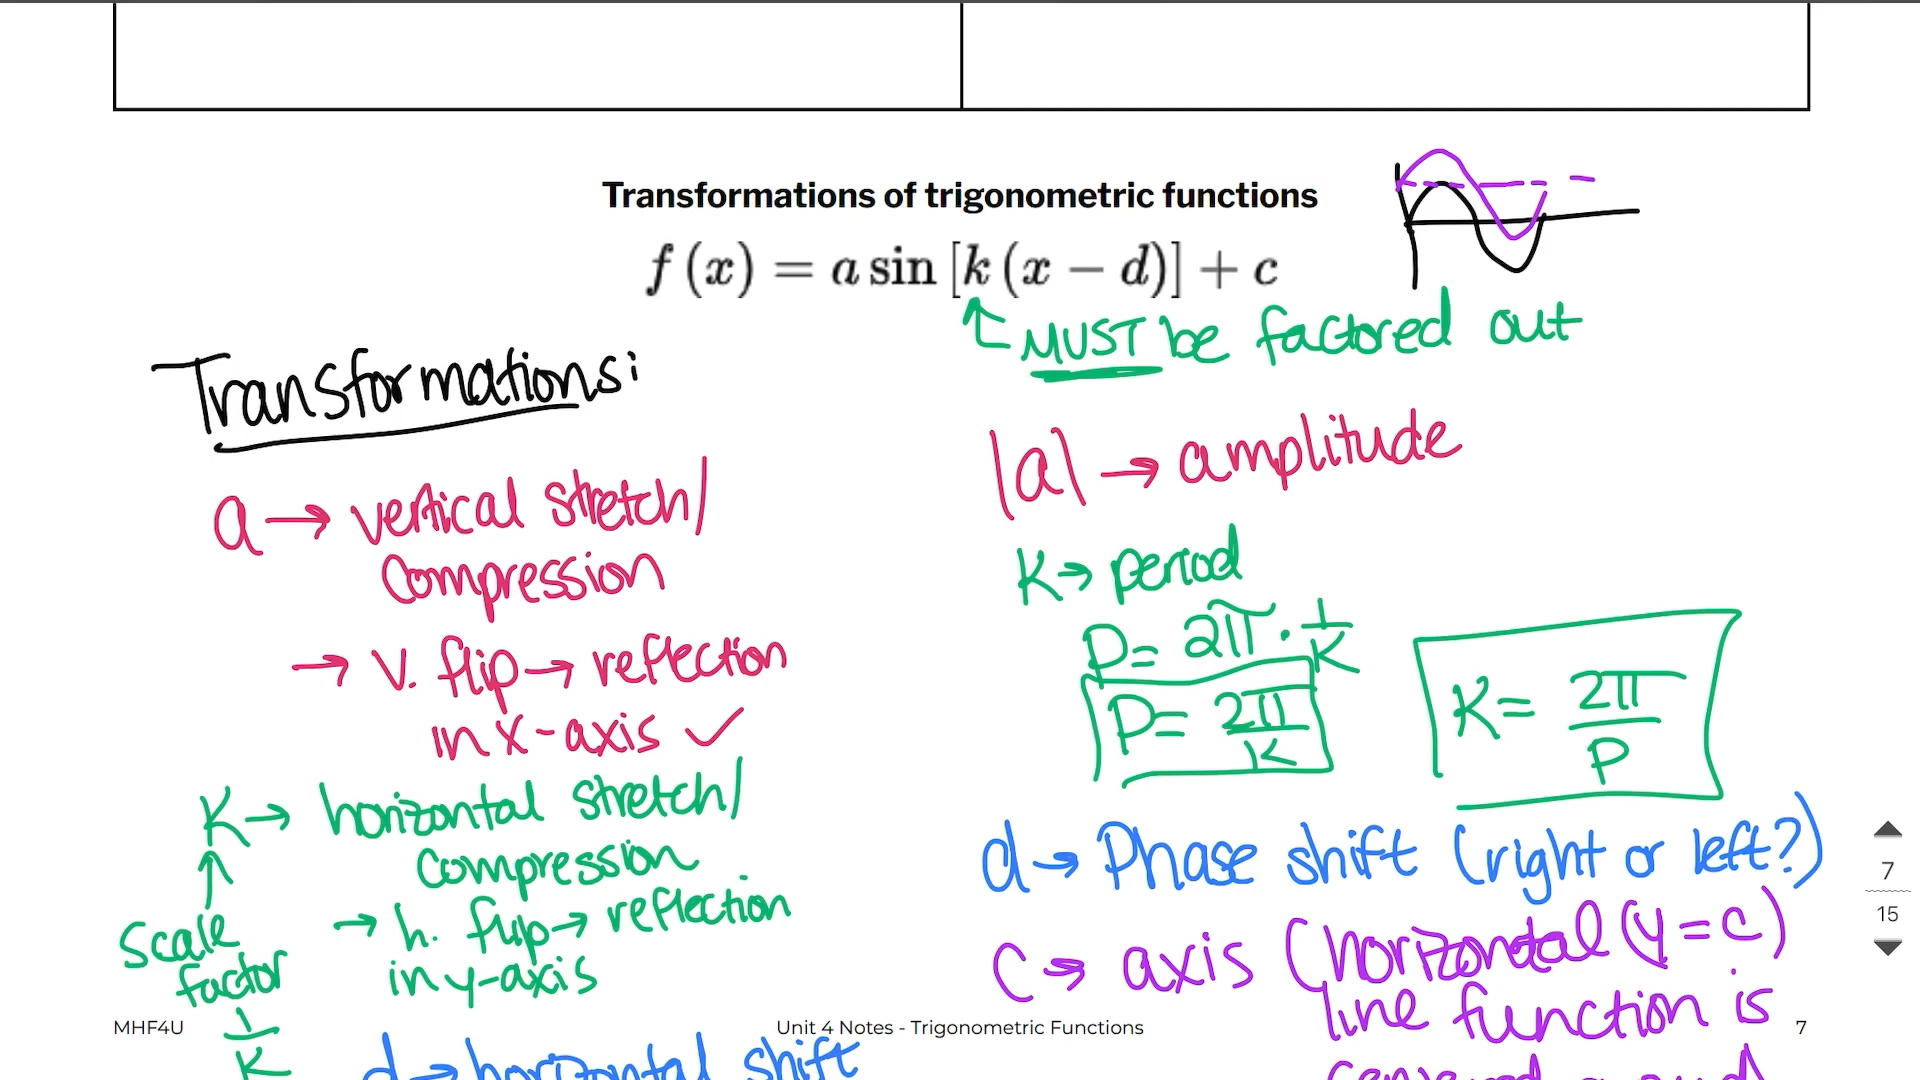 Transformations of trigonometric functions
f (x) = a sin [k (x − d)] + c
↑ MUST be factored out
Transformations:
a → vertical stretch/
compression
→ v. flip → reflection
in x-axis ✓
K → horizontal stretch/
compression
→ h. flip → reflection
in y-axis
Scale
factor
1/K
d → horizontal shift
|a| → amplitude
K → period
P = 2π · 1/K
P = 2π/K
K = 2π/P
d → Phase shift (right or left?)
C → axis (horizontal (y = c)
line function is
centered around
MHF4U
Unit 4 Notes - Trigonometric Functions
7
7
15